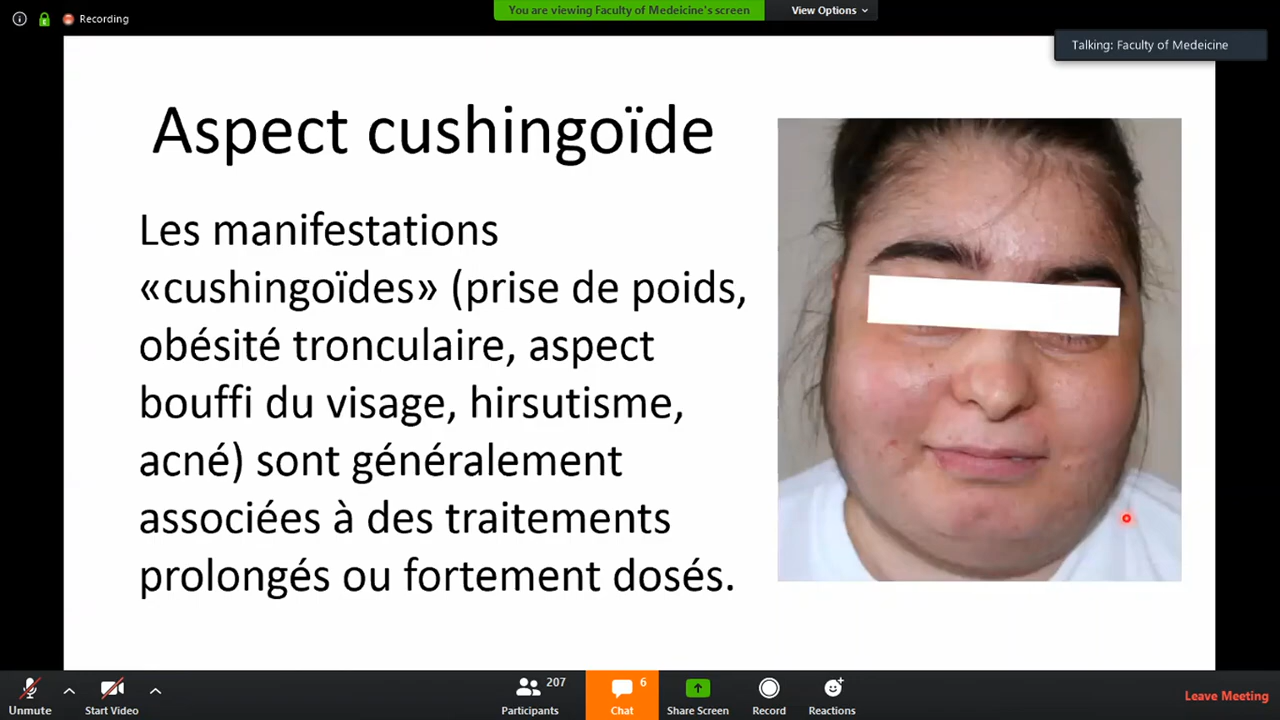 Recording
You are viewing Faculty of Medeicine's screen
View Options
Talking: Faculty of Medeicine
Aspect cushingoïde
Les manifestations
«cushingoïdes» (prise de poids,
obésité tronculaire, aspect
bouffi du visage, hirsutisme,
acné) sont généralement
associées à des traitements
prolongés ou fortement dosés.
Unmute
Start Video
207
Participants
6
Chat
Share Screen
Record
Reactions
Leave Meeting